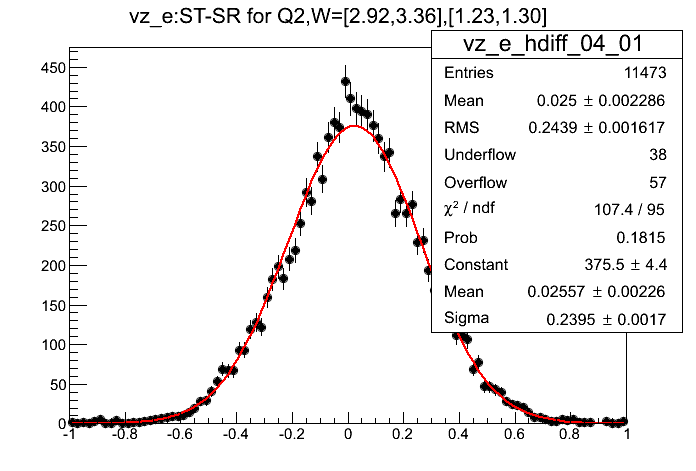 vz_e:ST-SR for Q2,W=[2.92,3.36],[1.23,1.30]
vz_e_hdiff_04_01
Entries 11473
Mean 0.025 ± 0.002286
RMS 0.2439 ± 0.001617
Underflow 38
Overflow 57
χ² / ndf 107.4 / 95
Prob 0.1815
Constant 375.5 ± 4.4
Mean 0.02557 ± 0.00226
Sigma 0.2395 ± 0.0017
450
400
350
300
250
200
150
100
50
0
-1 -0.8 -0.6 -0.4 -0.2 0 0.2 0.4 0.6 0.8 1